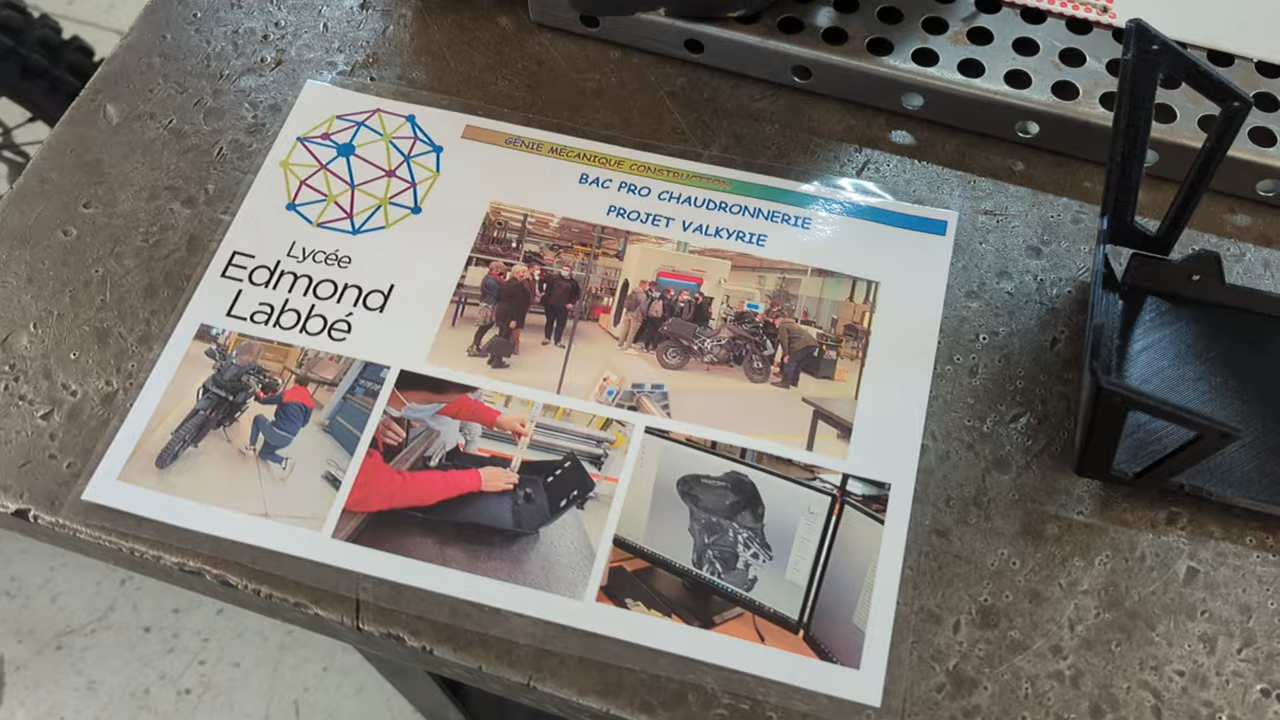 Lycée
Edmond
Labbé
GÉNIE MÉCANIQUE CONSTRUCTION
BAC PRO CHAUDRONNERIE
PROJET VALKYRIE